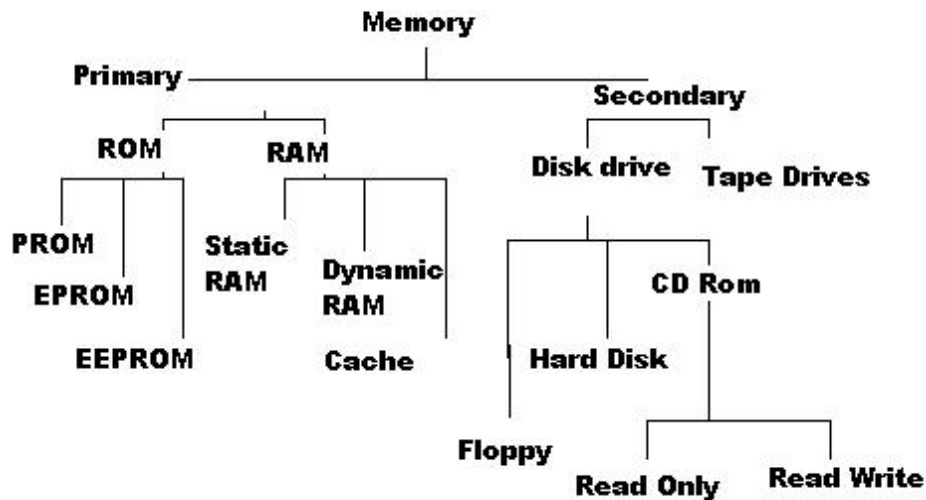 Memory
Primary
Secondary
ROM
RAM
Disk drive
Tape Drives
PROM
Static
RAM
Dynamic
RAM
CD Rom
EPROM
EEPROM
Cache
Hard Disk
Floppy
Read Only
Read Write